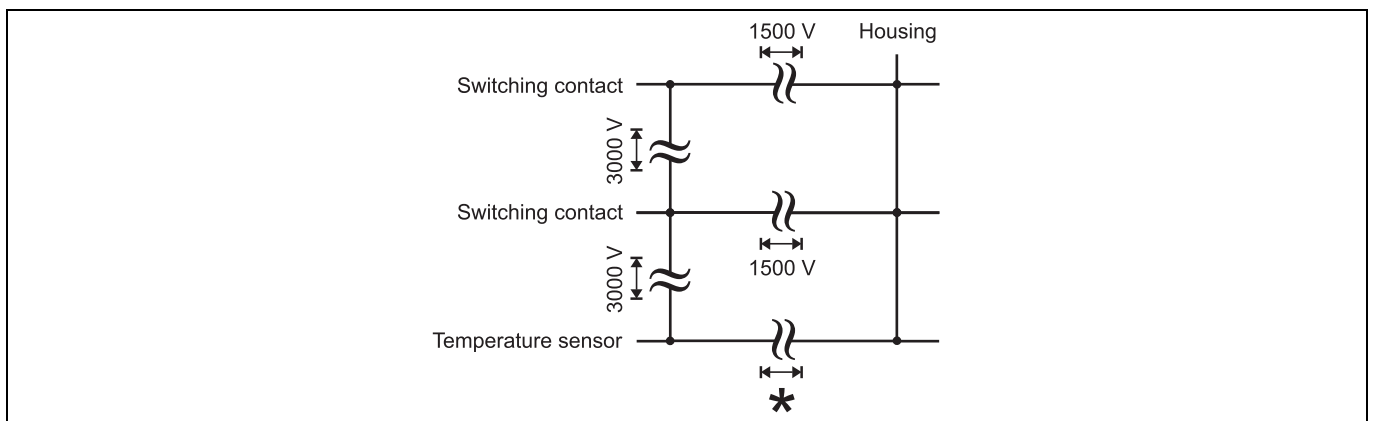 1500 V
Housing
Switching contact
3000 V
Switching contact
1500 V
3000 V
Temperature sensor
*